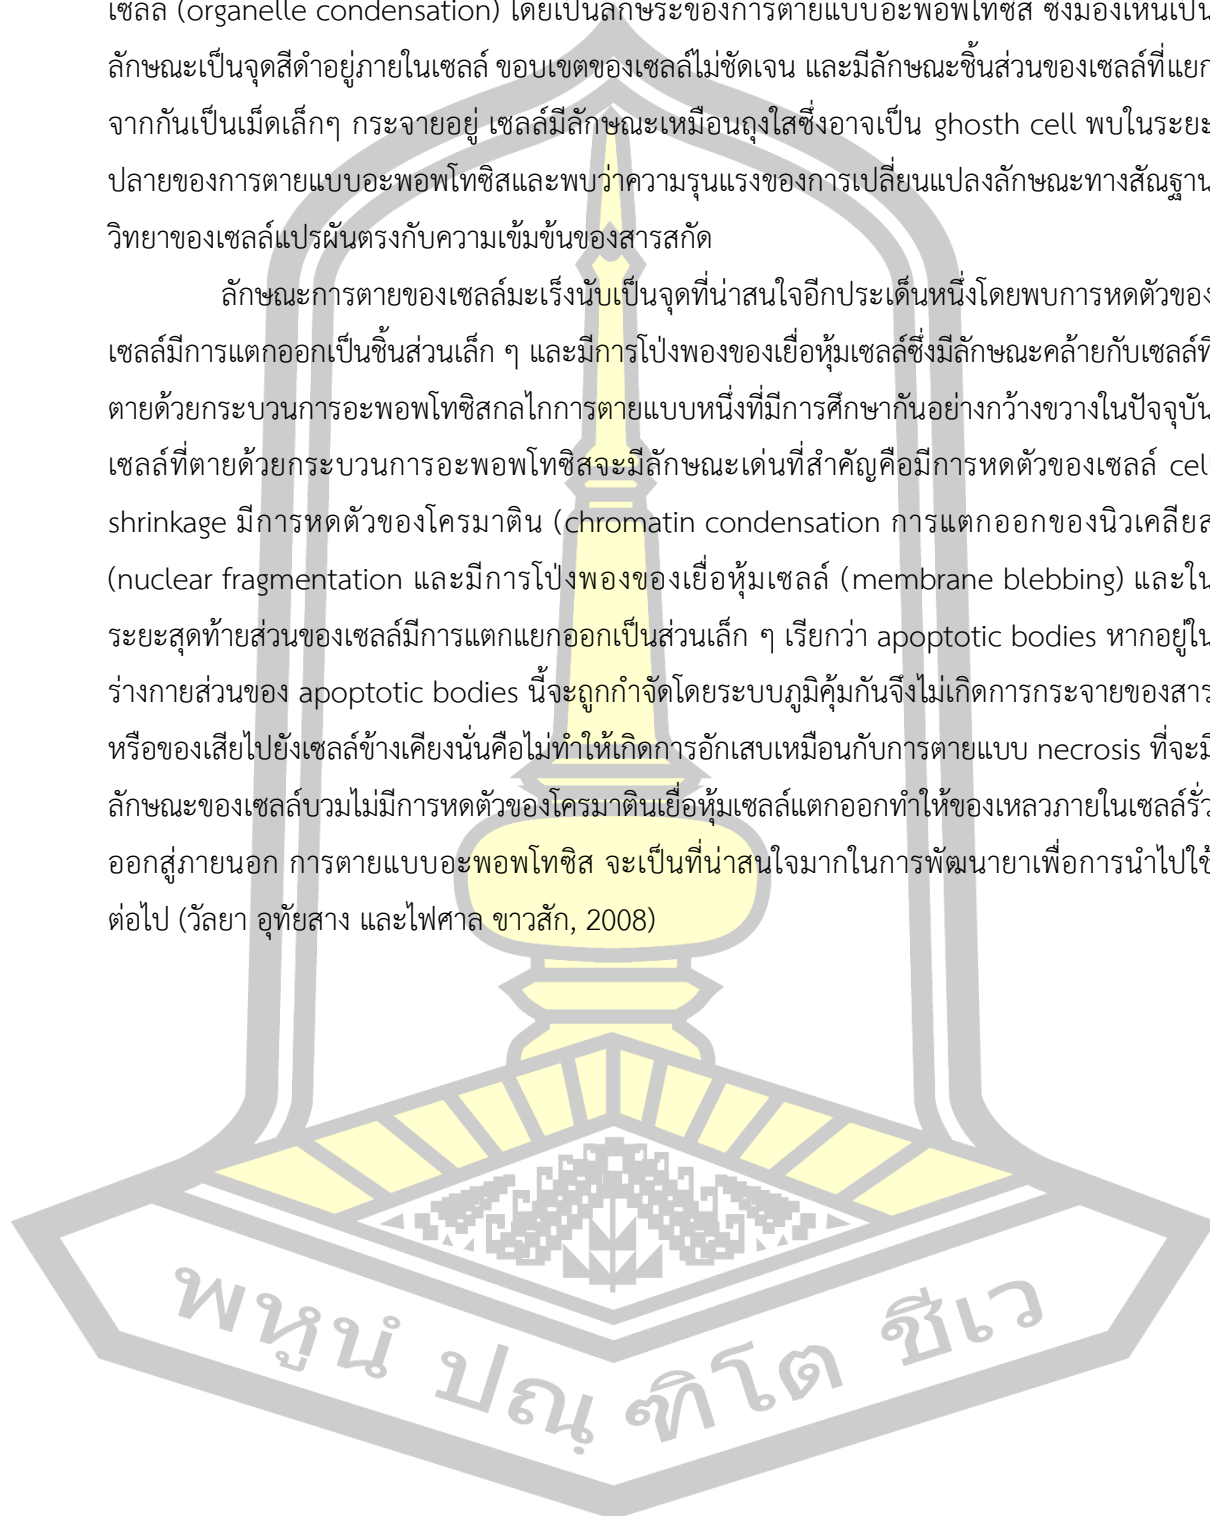 เซลล์ (organelle condensation) โดยเป็นลักษระของการตายแบบอะพอพโทซิส ซึ่งมองเห็นเป็น
ลักษณะเป็นจุดสีดำอยู่ภายในเซลล์ ขอบเขตของเซลล์ไม่ชัดเจน และมีลักษณะชิ้นส่วนของเซลล์ที่แยก
จากกันเป็นเม็ดเล็กๆ กระจายอยู่ เซลล์มีลักษณะเหมือนถุงใสซึ่งอาจเป็น ghosth cell พบในระยะ
ปลายของการตายแบบอะพอพโทซิสและพบว่าความรุนแรงของการเปลี่ยนแปลงลักษณะทางสัณฐาน
วิทยาของเซลล์แปรผันตรงกับความเข้มข้นของสารสกัด
ลักษณะการตายของเซลล์มะเร็งนับเป็นจุดที่น่าสนใจอีกประเด็นหนึ่งโดยพบการหดตัวของ
เซลล์มีการแตกออกเป็นชิ้นส่วนเล็ก ๆ และมีการโป่งพองของเยื่อหุ้มเซลล์ซึ่งมีลักษณะคล้ายกับเซลล์ที่
ตายด้วยกระบวนการอะพอพโทซิสกลไกการตายแบบหนึ่งที่มีการศึกษากันอย่างกว้างขวางในปัจจุบัน
เซลล์ที่ตายด้วยกระบวนการอะพอพโทซิสจะมีลักษณะเด่นที่สำคัญคือมีการหดตัวของเซลล์ cell
shrinkage มีการหดตัวของโครมาติน (chromatin condensation การแตกออกของนิวเคลียส
(nuclear fragmentation และมีการโป่งพองของเยื่อหุ้มเซลล์ (membrane blebbing) และใน
ระยะสุดท้ายส่วนของเซลล์มีการแตกแยกออกเป็นส่วนเล็ก ๆ เรียกว่า apoptotic bodies หากอยู่ใน
ร่างกายส่วนของ apoptotic bodies นี้จะถูกกำจัดโดยระบบภูมิคุ้มกันจึงไม่เกิดการกระจายของสาร
หรือของเสียไปยังเซลล์ข้างเคียงนั่นคือไม่ทำให้เกิดการอักเสบเหมือนกับการตายแบบ necrosis ที่จะมี
ลักษณะของเซลล์บวมไม่มีการหดตัวของโครมาตินเยื่อหุ้มเซลล์แตกออกทำให้ของเหลวภายในเซลล์รั่ว
ออกสู่ภายนอก การตายแบบอะพอพโทซิส จะเป็นที่น่าสนใจมากในการพัฒนายาเพื่อการนำไปใช้
ต่อไป (วัลยา อุทัยสาง และไฟศาล ขาวสัก, 2008)
พหูนํ ปณฺ ฑิโต ชีเว